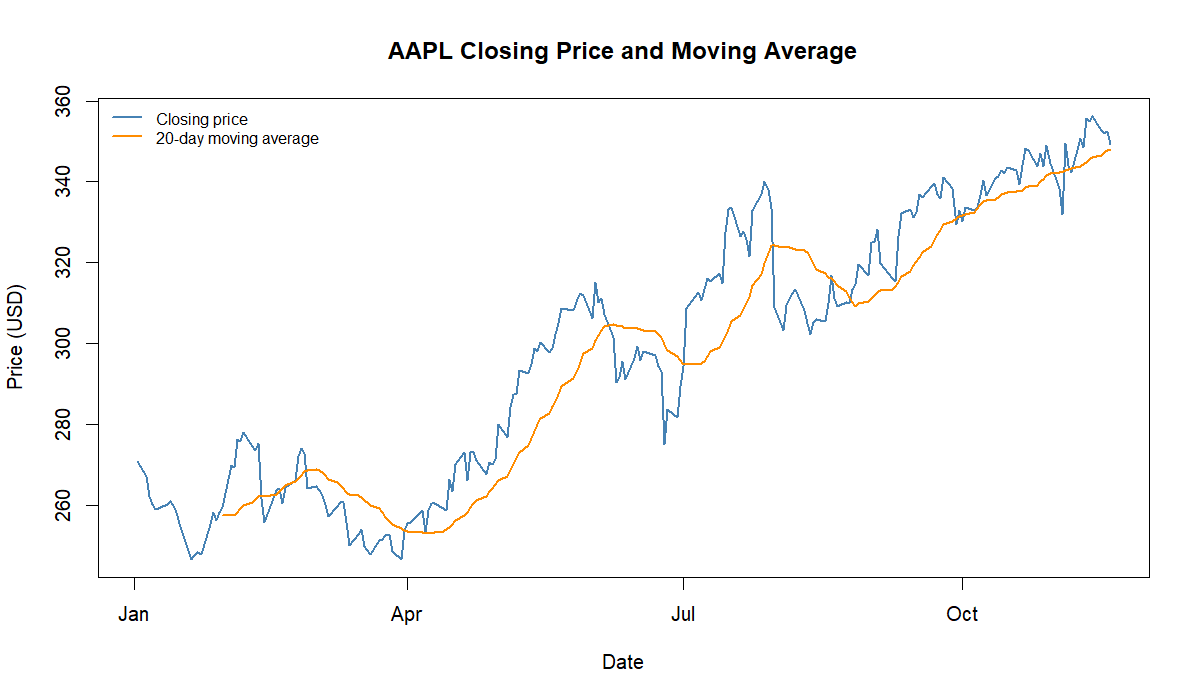 AAPL Closing Price and Moving Average
Closing price
20-day moving average
Price (USD)
360
340
320
300
280
260
Jan Apr Jul Oct
Date